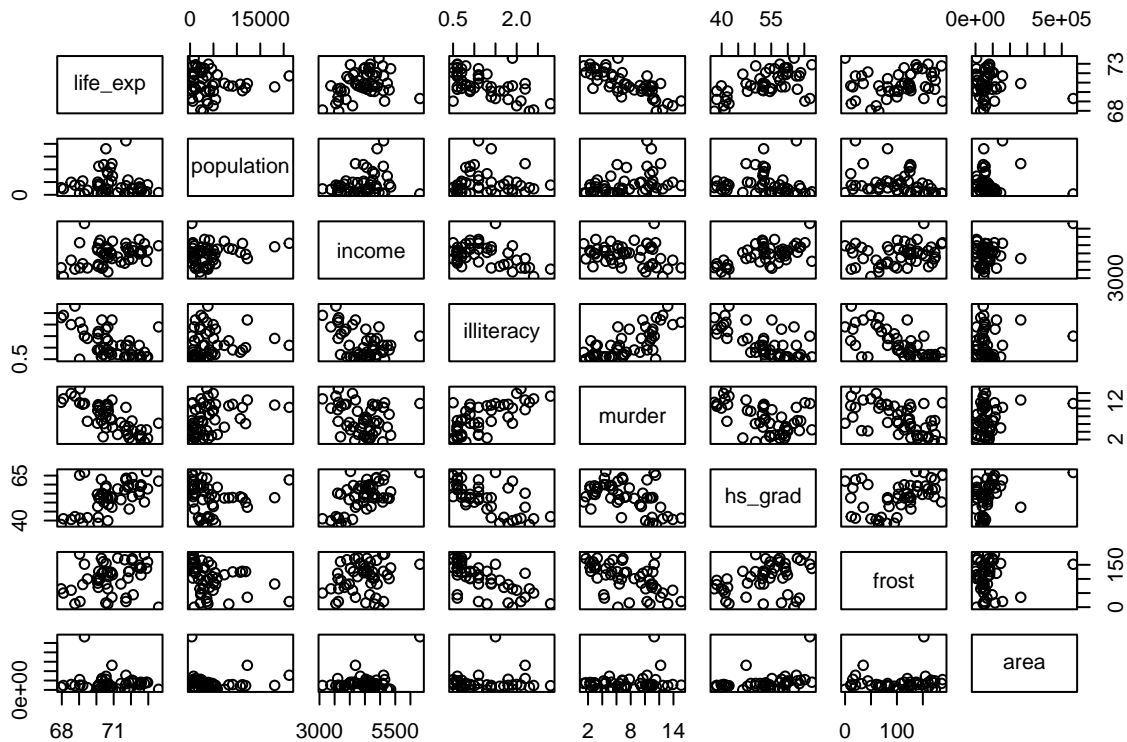 0 15000 0.5 2.0 40 55 0e+00 5e+05
life_exp
68 73
population
0
income
3000
illiteracy
0.5
murder
2 12
hs_grad
40 65
frost
0 150
area
0e+00
68 71 3000 5500 2 8 14 0 100